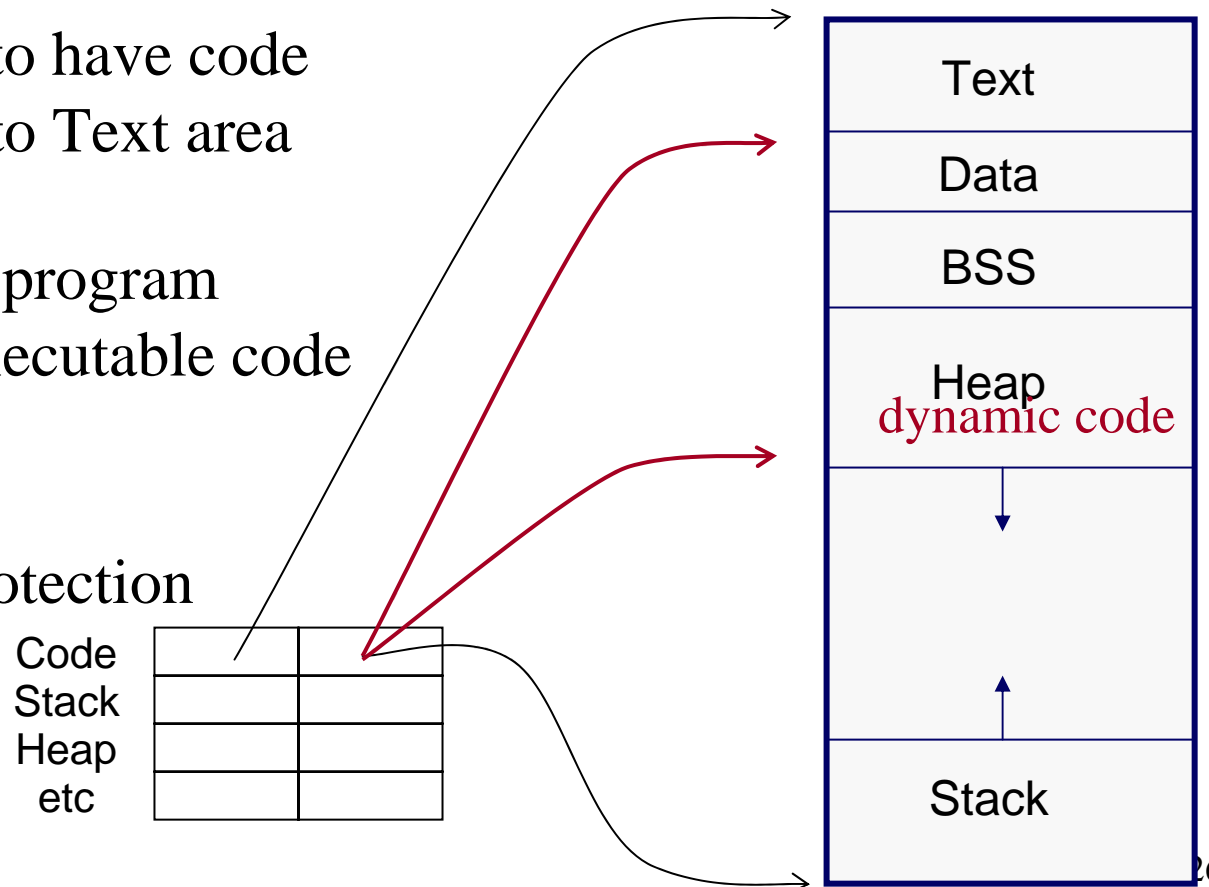 to have code
to Text area
program
ecutable code
otection
Code
Stack
Heap
etc
Text
Data
BSS
Heap
dynamic code
Stack